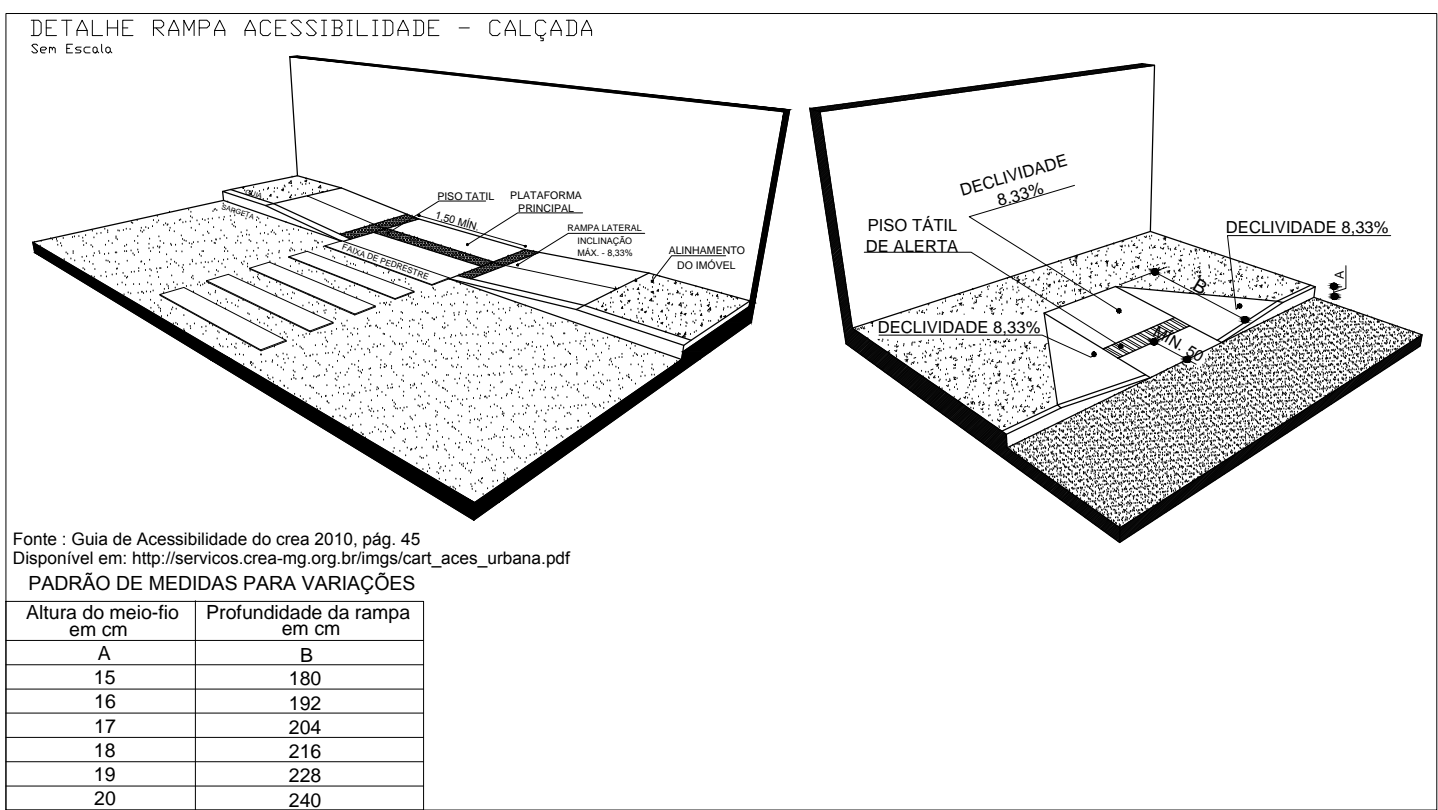 DETALHE RAMPA ACESSIBILIDADE - CALÇADA
Sem Escala
GUIA
SARGETA
PISO TATIL
1.50 MÍN.
PLATAFORMA
PRINCIPAL
RAMPA LATERAL
INCLINAÇÃO
MÁX. - 8,33%
ALINHAMENTO
DO IMÓVEL
FAIXA DE PEDRESTRE
DECLIVIDADE
8.33%
PISO TÁTIL
DE ALERTA
DECLIVIDADE 8,33%
A
B
DECLIVIDADE 8,33%
MÍN. 50
Fonte : Guia de Acessibilidade do crea 2010, pág. 45
Disponível em: http://servicos.crea-mg.org.br/imgs/cart_aces_urbana.pdf
PADRÃO DE MEDIDAS PARA VARIAÇÕES
Altura do meio-fio
em cm
Profundidade da rampa
em cm
A B
15 180
16 192
17 204
18 216
19 228
20 240